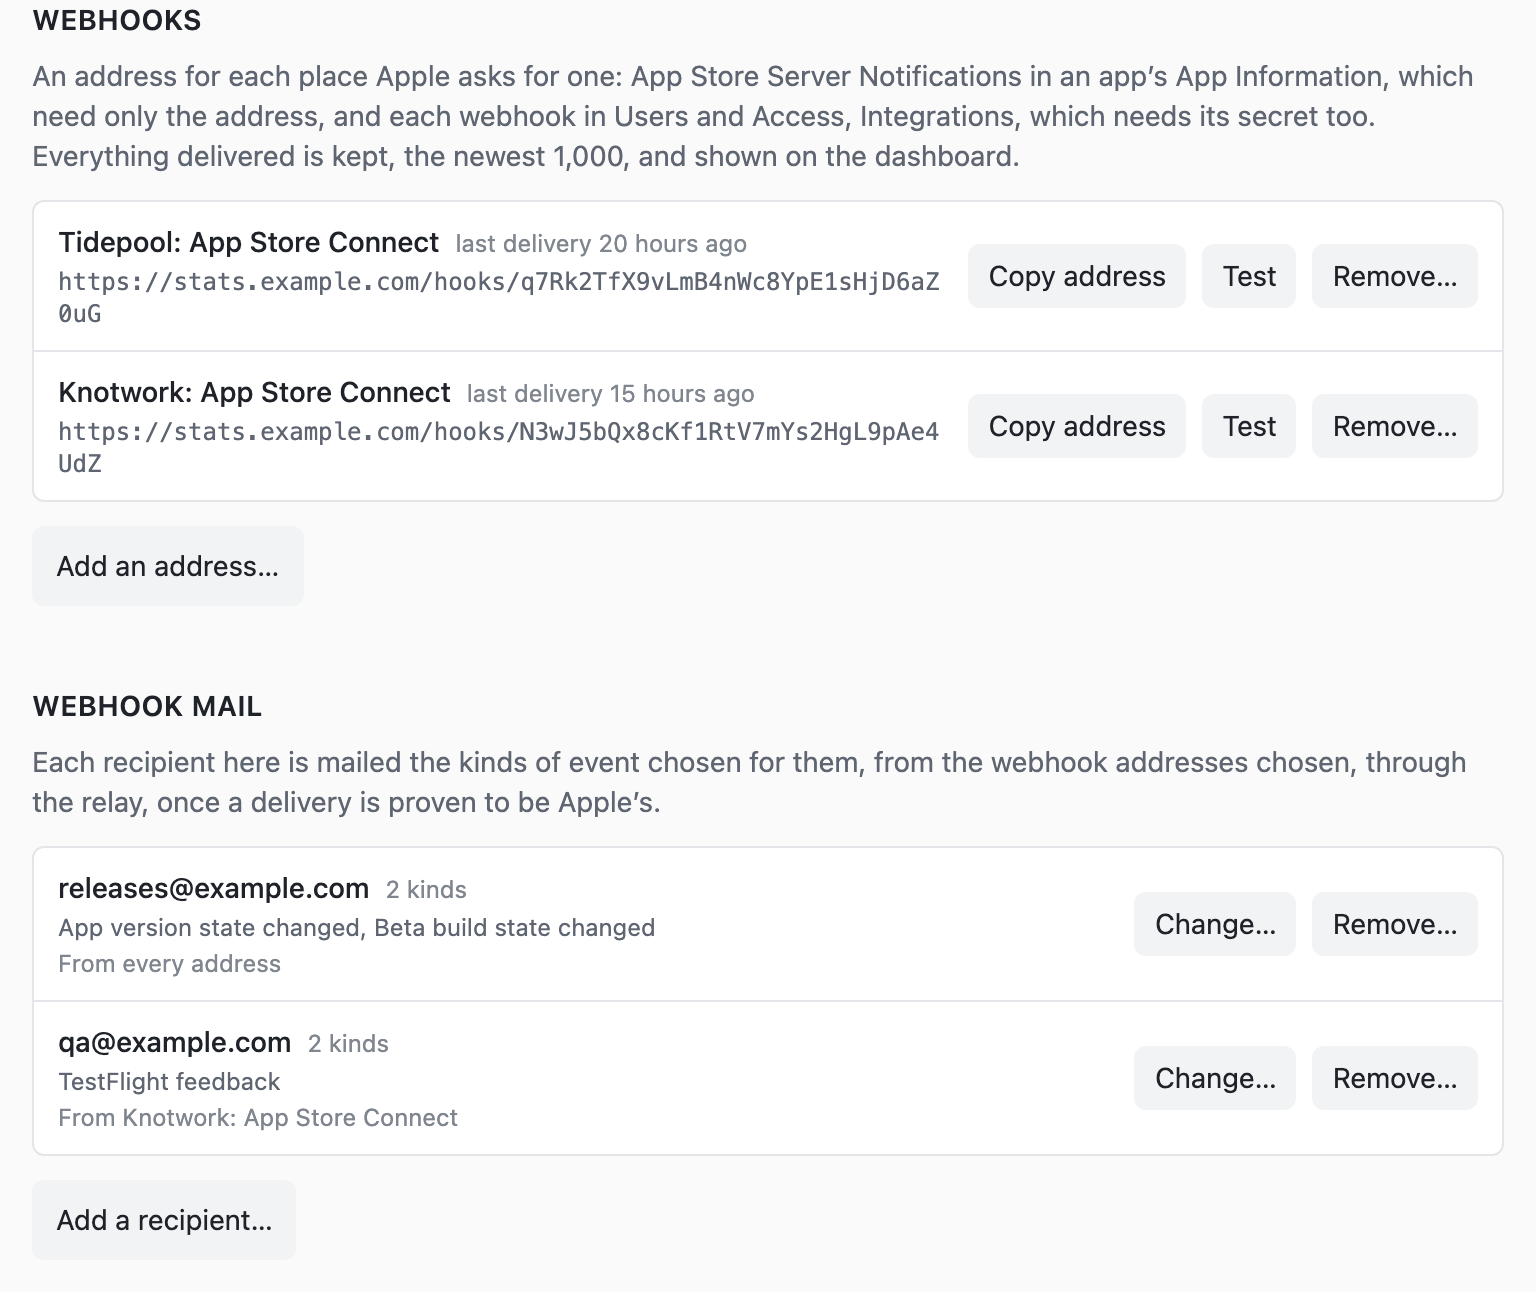 WEBHOOKS
An address for each place Apple asks for one: App Store Server Notifications in an app’s App Information, which
need only the address, and each webhook in Users and Access, Integrations, which needs its secret too.
Everything delivered is kept, the newest 1,000, and shown on the dashboard.
Tidepool: App Store Connect last delivery 20 hours ago
https://stats.example.com/hooks/q7Rk2TfX9vLmB4nWc8YpE1sHjD6aZ
0uG
Copy address Test Remove…
Knotwork: App Store Connect last delivery 15 hours ago
https://stats.example.com/hooks/N3wJ5bQx8cKf1RtV7mYs2HgL9pAe4
UdZ
Copy address Test Remove…
Add an address…
WEBHOOK MAIL
Each recipient here is mailed the kinds of event chosen for them, from the webhook addresses chosen, through
the relay, once a delivery is proven to be Apple’s.
releases@example.com 2 kinds
App version state changed, Beta build state changed
From every address
Change… Remove…
qa@example.com 2 kinds
TestFlight feedback
From Knotwork: App Store Connect
Change… Remove…
Add a recipient…